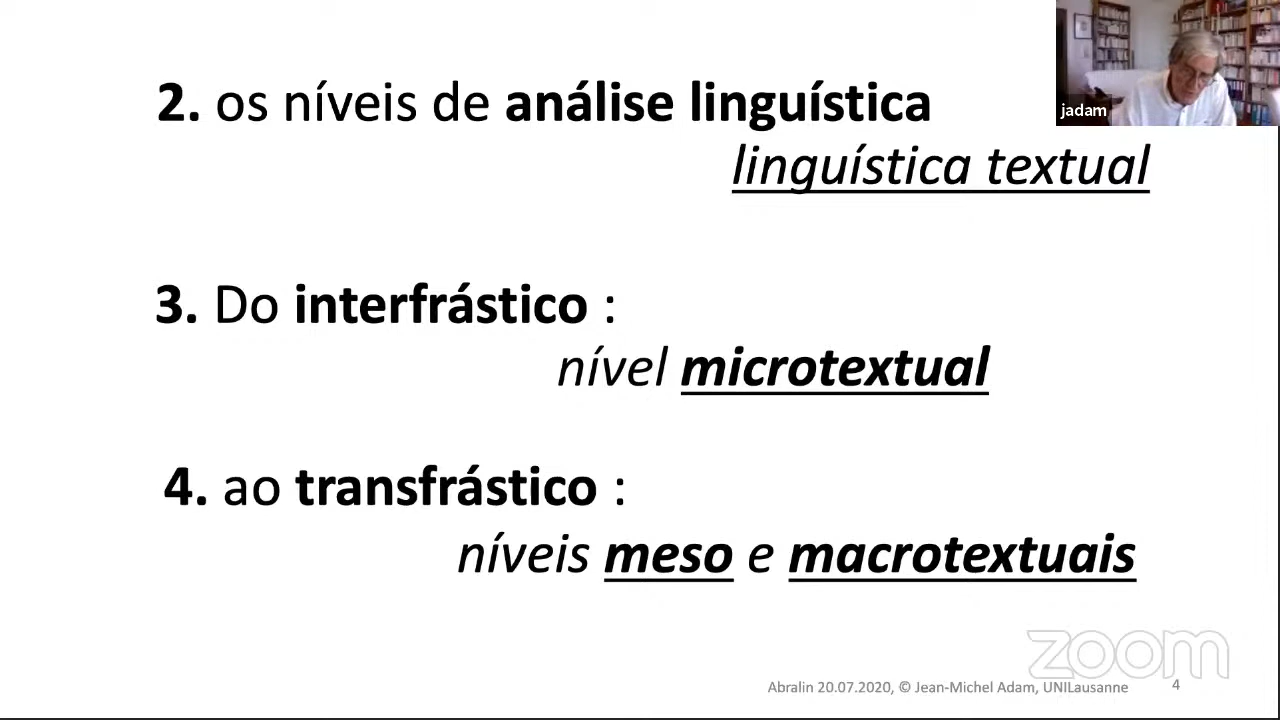 2. os níveis de análise linguística
linguística textual
3. Do interfrástico :
nível microtextual
4. ao transfrástico :
níveis meso e macrotextuais
jadam
zoom
Abralin 20.07.2020, © Jean-Michel Adam, UNILausanne
4